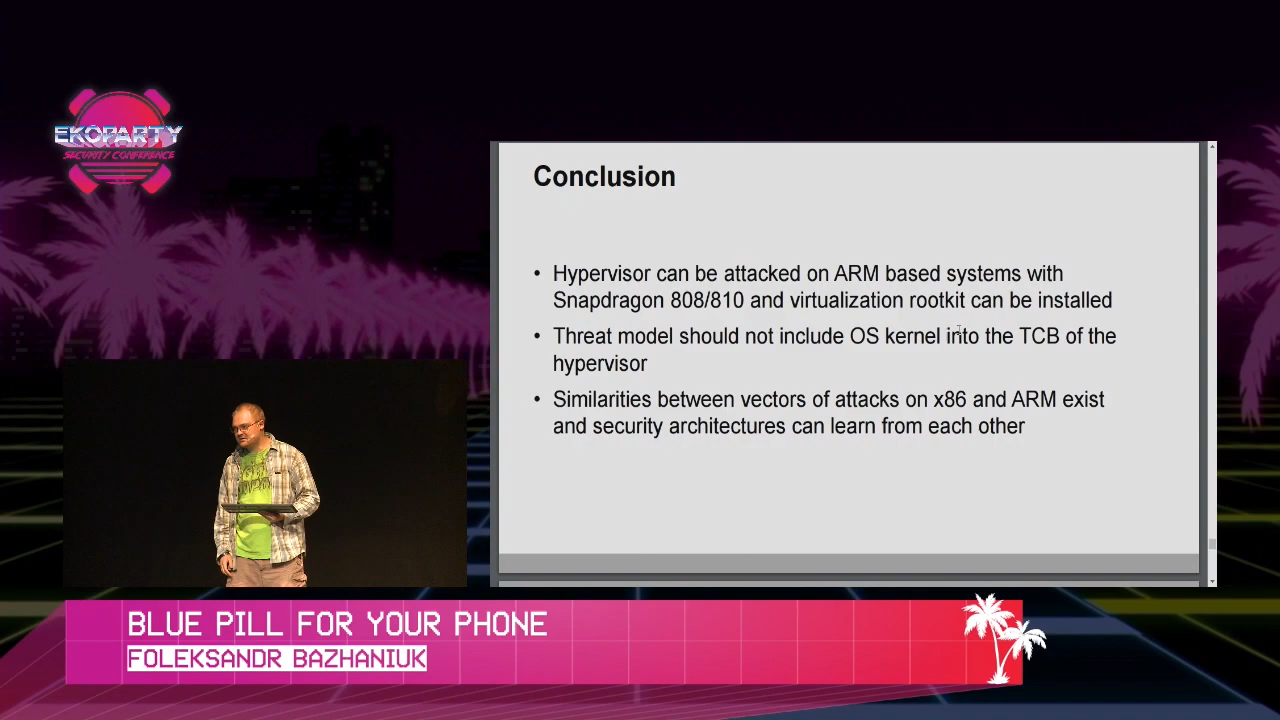 EKOPARTY
SECURITY CONFERENCE
Conclusion
• Hypervisor can be attacked on ARM based systems with
Snapdragon 808/810 and virtualization rootkit can be installed
• Threat model should not include OS kernel into the TCB of the
hypervisor
• Similarities between vectors of attacks on x86 and ARM exist
and security architectures can learn from each other
BLUE PILL FOR YOUR PHONE
FOLEKSANDR BAZHANIUK